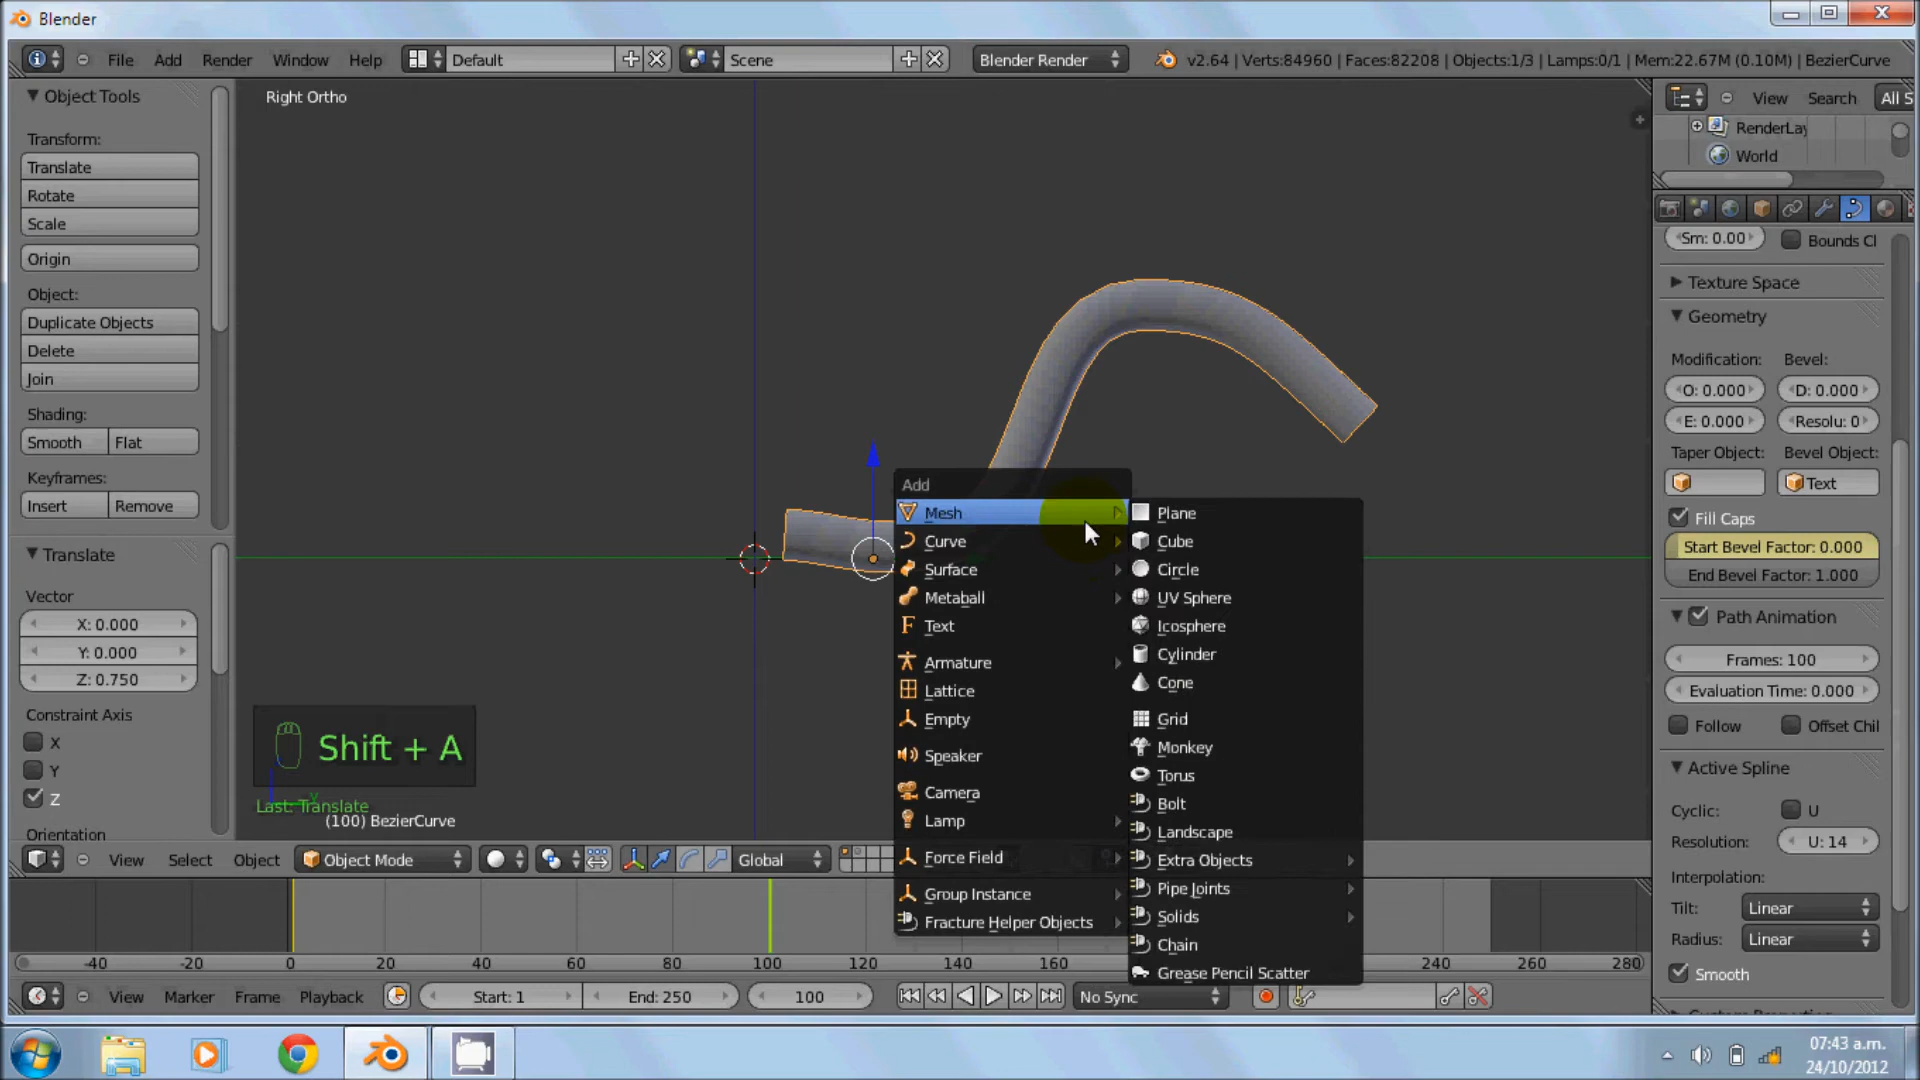 Blender
File Add Render Window Help Default Scene Blender Render v2.64 | Verts:84960 | Faces:82208 | Objects:1/3 | Lamps:0/1 | Mem:22.67M (0.10M) | BezierCurve
Object Tools
Transform:
Translate
Rotate
Scale
Origin
Object:
Duplicate Objects
Delete
Join
Shading:
Smooth Flat
Keyframes:
Insert Remove
Translate
Vector
X: 0.000
Y: 0.000
Z: 0.750
Constraint Axis
X
Y
Z
Orientation
Right Ortho
Shift + A
Last: Translate
(100) BezierCurve
Add
Mesh
Curve
Surface
Metaball
Text
Armature
Lattice
Empty
Speaker
Camera
Lamp
Force Field
Group Instance
Fracture Helper Objects
Plane
Cube
Circle
UV Sphere
Icosphere
Cylinder
Cone
Grid
Monkey
Torus
Bolt
Landscape
Extra Objects
Pipe Joints
Solids
Chain
Grease Pencil Scatter
View Search All S
RenderLay
World
Sm: 0.00 Bounds Cl
Texture Space
Geometry
Modification: Bevel:
O: 0.000 D: 0.000
E: 0.000 Resolu: 0
Taper Object: Bevel Object:
Text
Fill Caps
Start Bevel Factor: 0.000
End Bevel Factor: 1.000
Path Animation
Frames: 100
Evaluation Time: 0.000
Follow Offset Chil
Active Spline
Cyclic: U
Resolution: U: 14
Interpolation:
Tilt: Linear
Radius: Linear
Smooth
View Select Object Object Mode Global
-40 -20 0 20 40 60 80 100 120 140 160 240 260 280
View Marker Frame Playback Start: 1 End: 250 100 No Sync
07:43 a.m.
24/10/2012